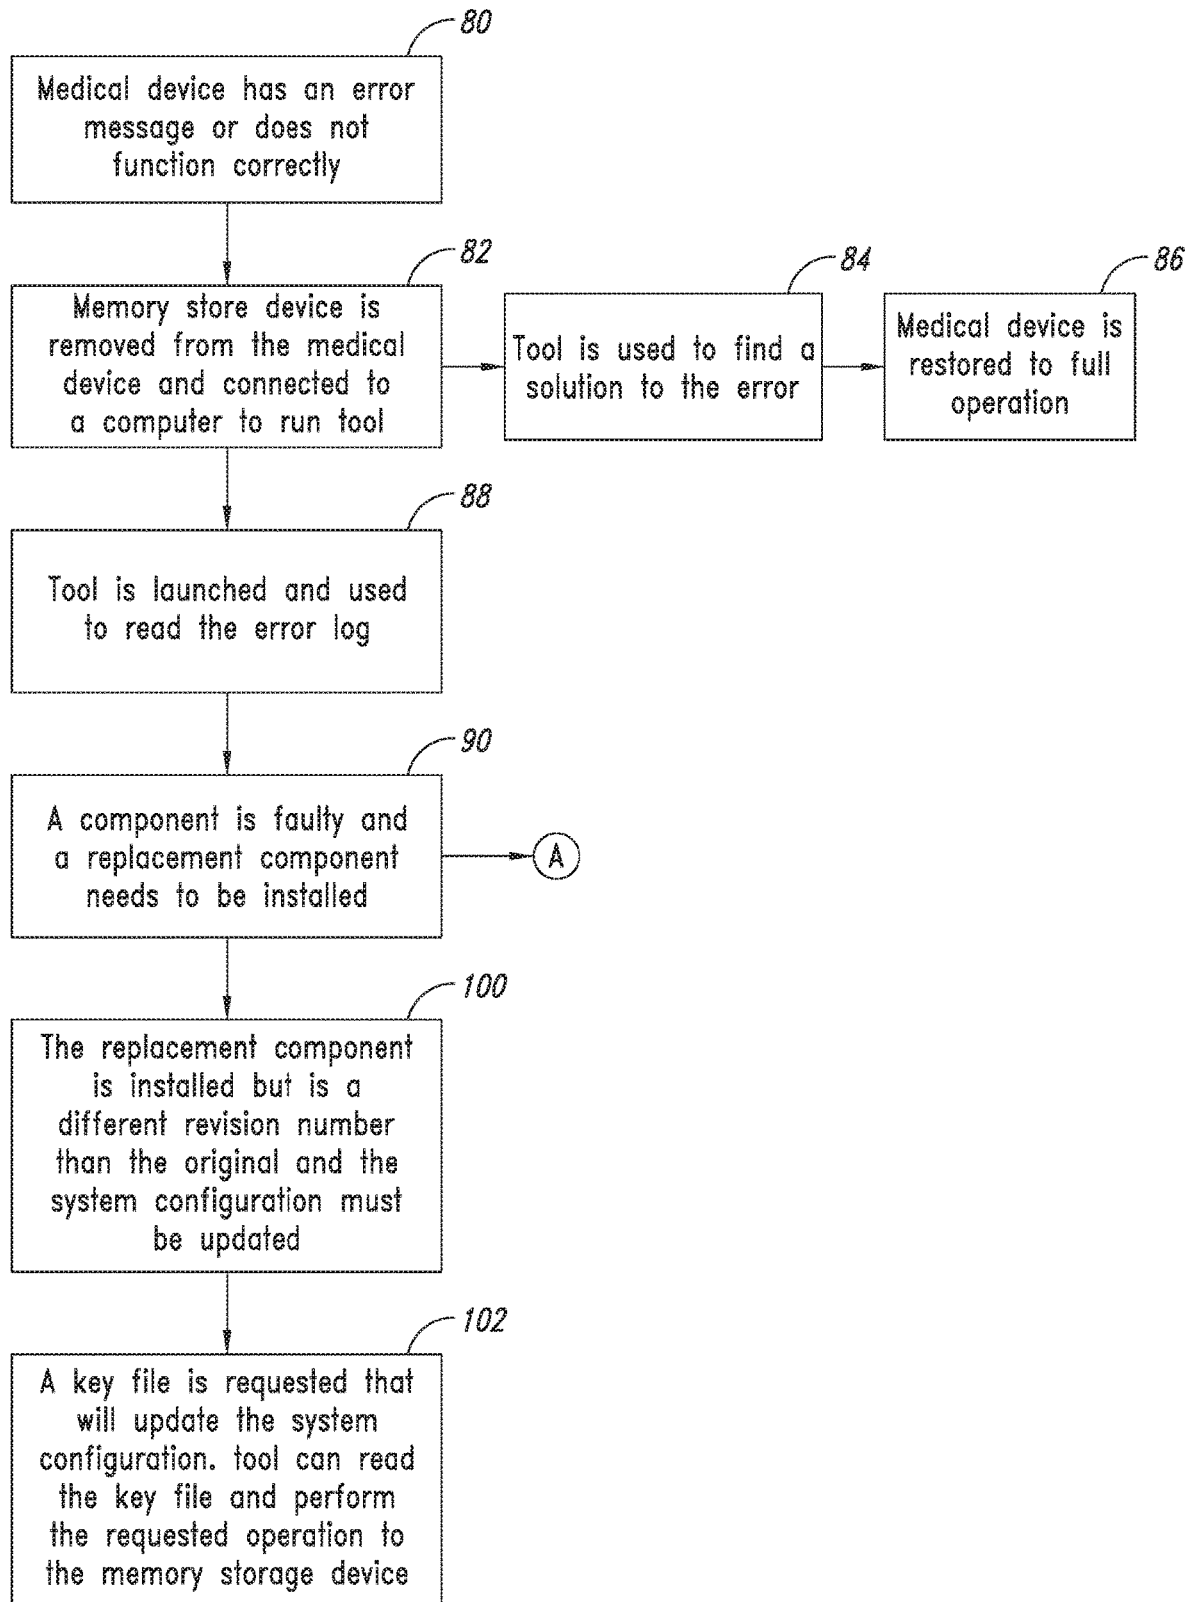 80
Medical device has an error
message or does not
function correctly
82
Memory store device is
removed from the medical
device and connected to
a computer to run tool
84
Tool is used to find a
solution to the error
86
Medical device is
restored to full
operation
88
Tool is launched and used
to read the error log
90
A component is faulty and
a replacement component
needs to be installed
A
100
The replacement component
is installed but is a
different revision number
than the original and the
system configuration must
be updated
102
A key file is requested that
will update the system
configuration. tool can read
the key file and perform
the requested operation to
the memory storage device